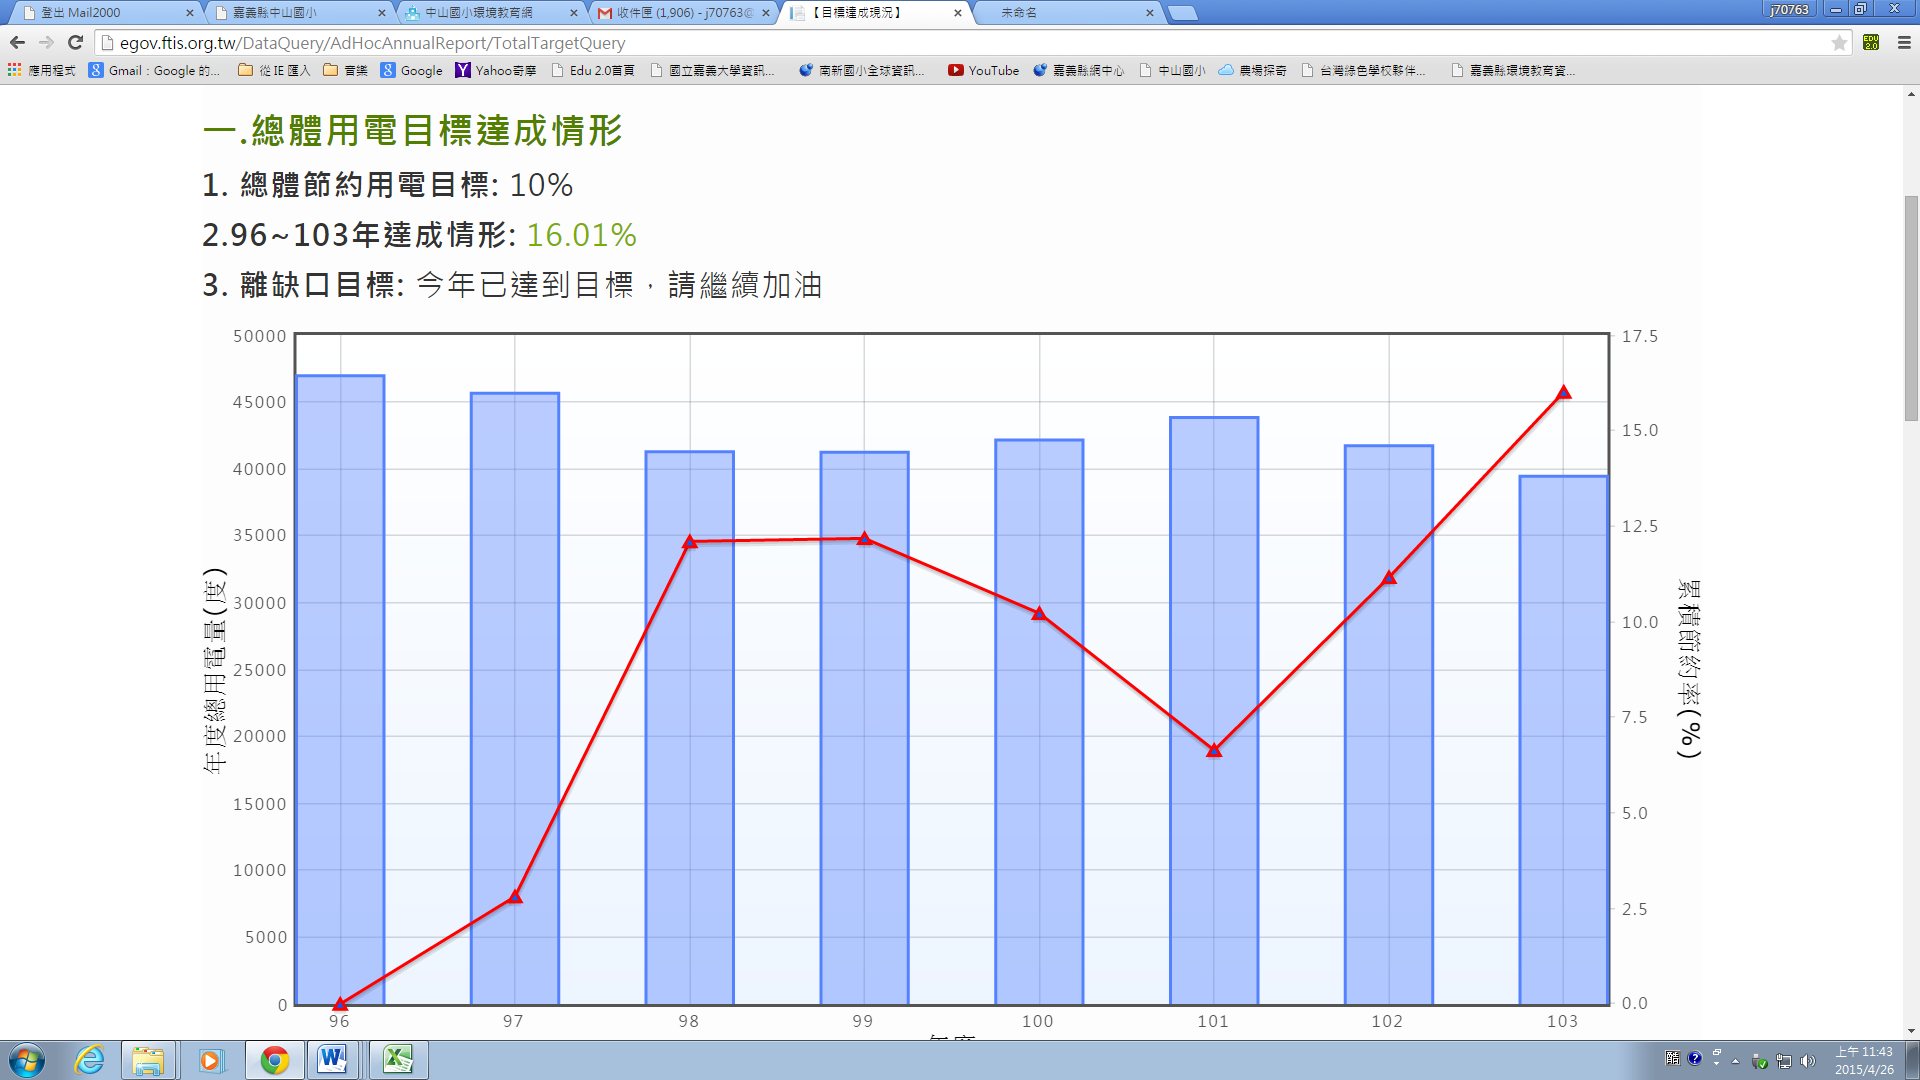 登出 Mail2000
嘉義縣中山國小
中山國小環境教育網
收件匣 (1,906) - j70763@
【目標達成現況】
未命名
j70763
egov.ftis.org.tw/DataQuery/AdHocAnnualReport/TotalTargetQuery
EDU 2.0
應用程式
Gmail：Google 的...
從 IE 匯入
音樂
Google
Yahoo奇摩
Edu 2.0首頁
國立嘉義大學資訊...
南新國小全球資訊...
YouTube
嘉義縣網中心
中山國小
農場探奇
台灣綠色學校夥伴...
嘉義縣環境教育資...
一.總體用電目標達成情形
1. 總體節約用電目標: 10%
2.96~103年達成情形: 16.01%
3. 離缺口目標: 今年已達到目標，請繼續加油
年度總用電量(度)
50000
45000
40000
35000
30000
25000
20000
15000
10000
5000
0
17.5
15.0
12.5
10.0
7.5
5.0
2.5
0.0
累積節約率(%)
96 97 98 99 100 101 102 103
年度
上午 11:43
2015/4/26